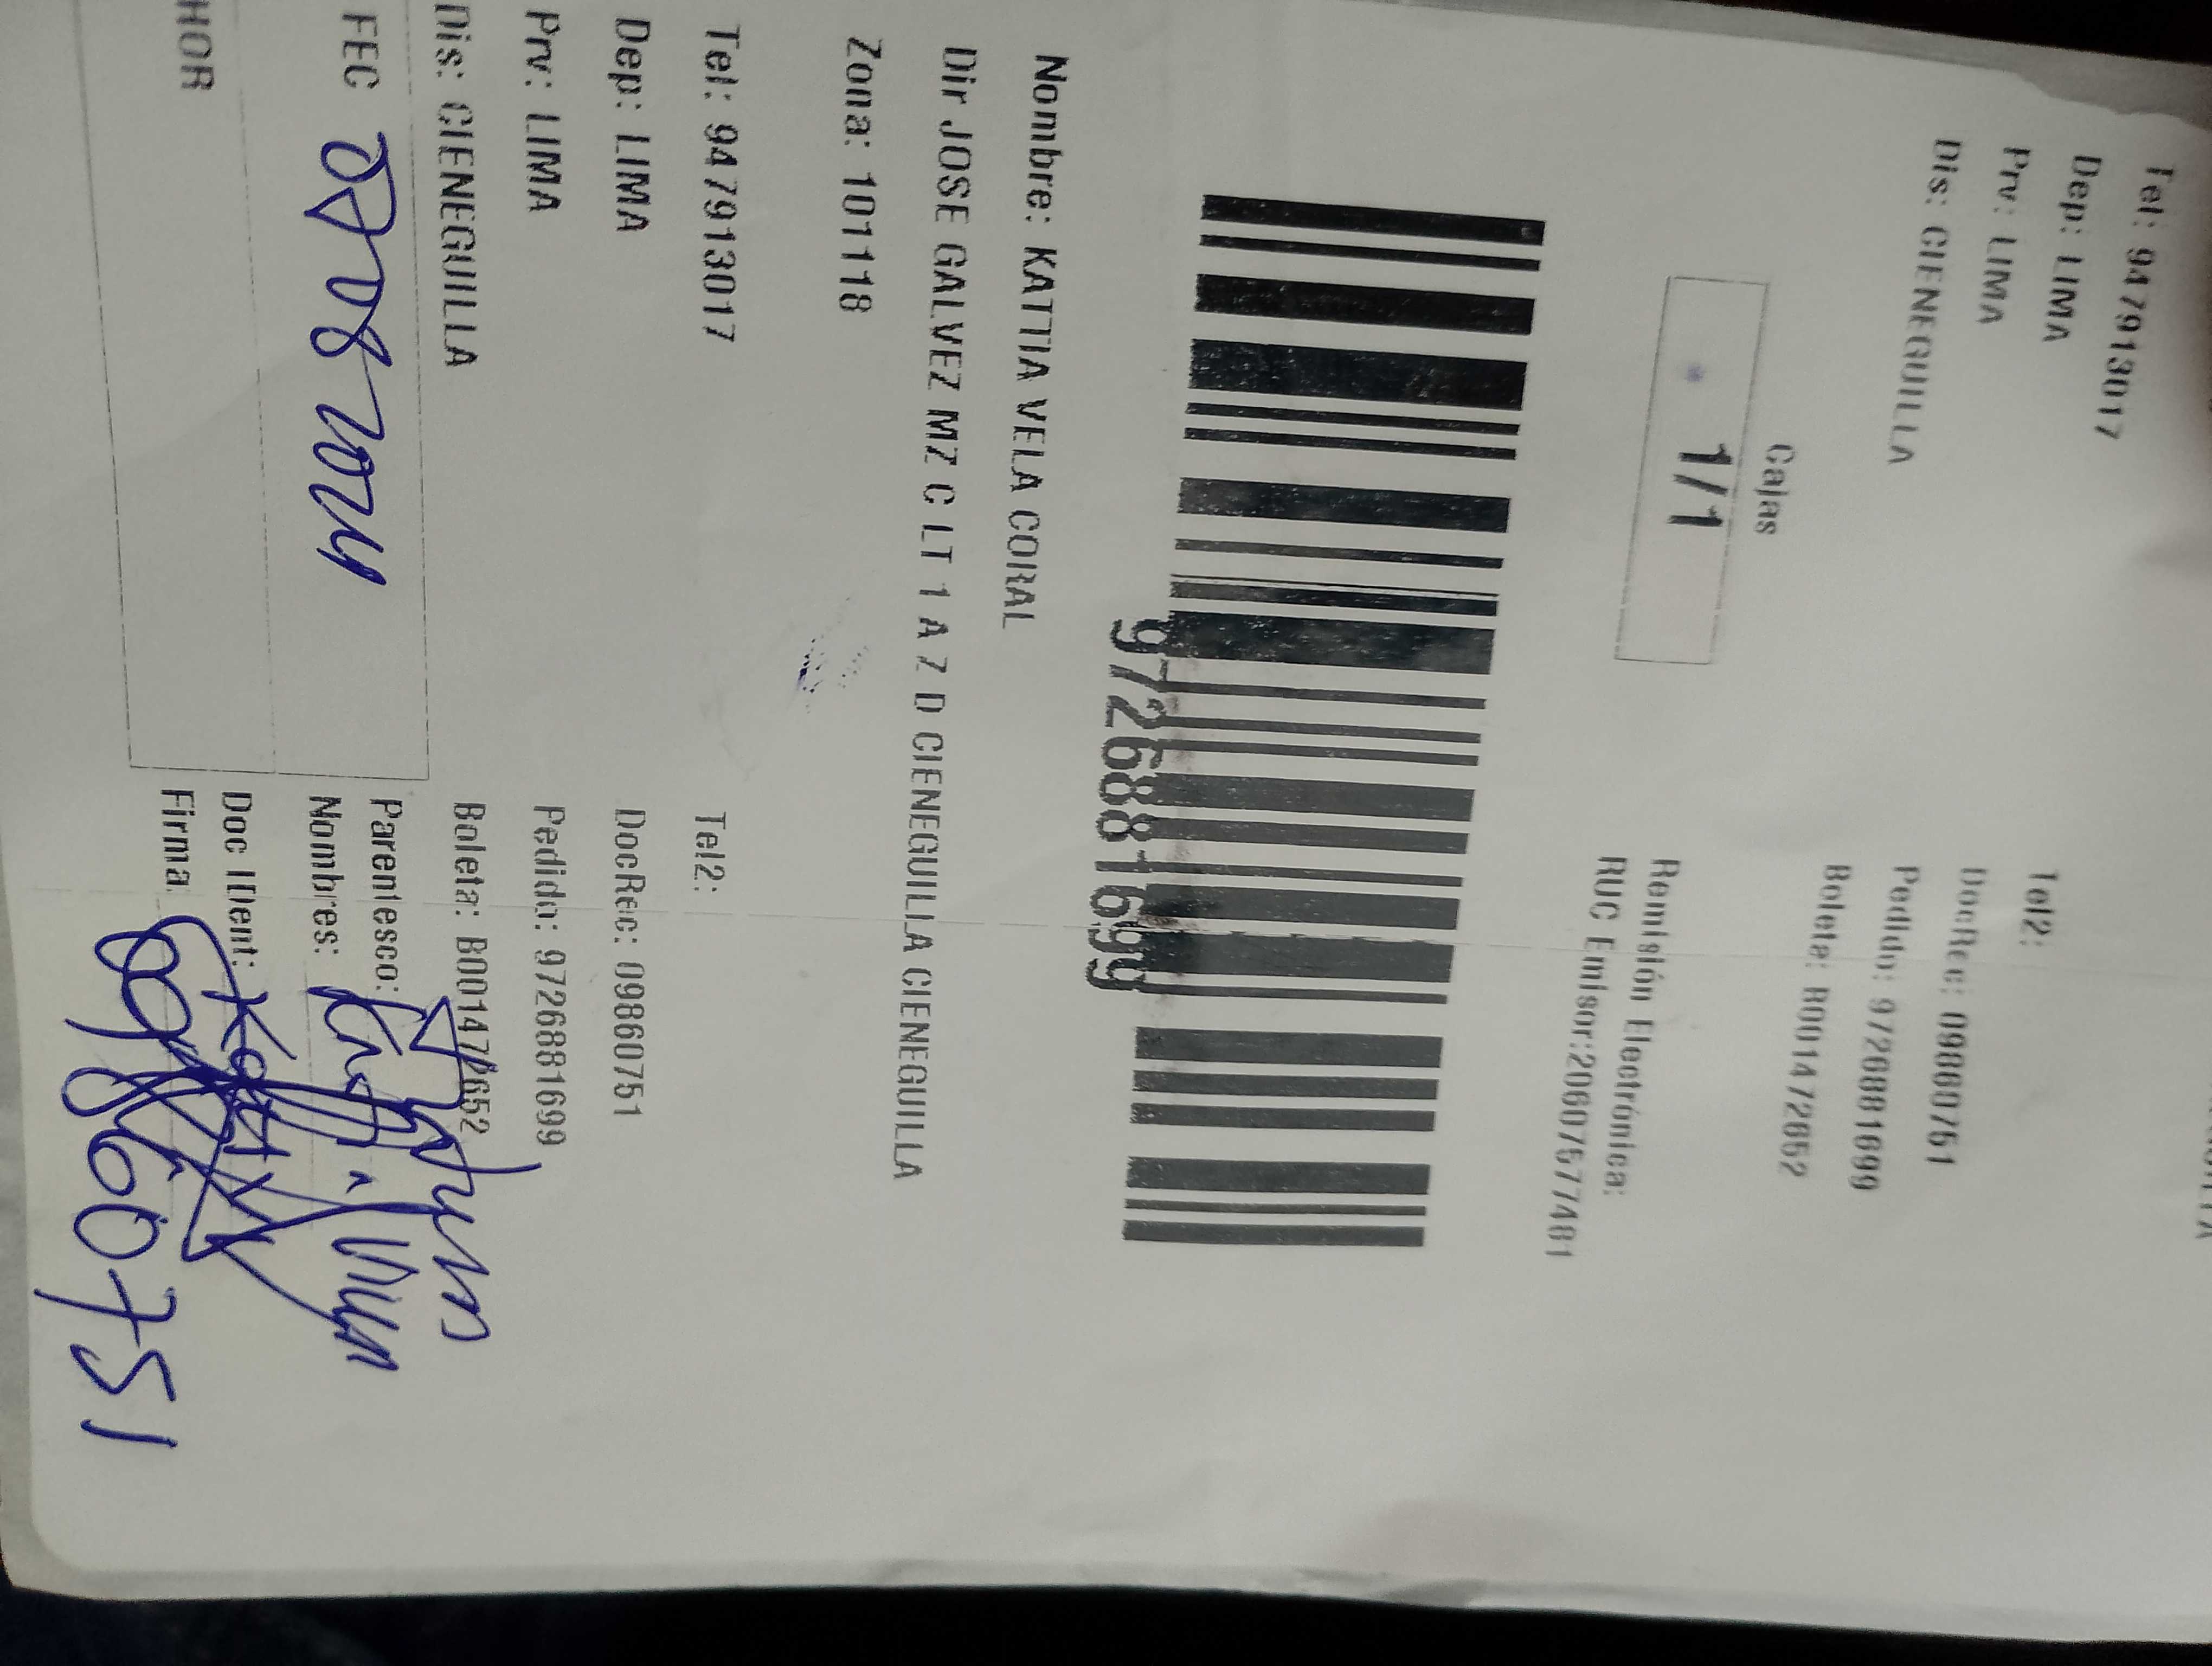 Tel: 947913017
Tel2:
Dep: LIMA
DocRec: 09860751
Prv: LIMA
Pedido: 9726881699
Dis: CIENEGUILLA
Boleta: B001472652
Cajas
1/1
Remisión Electrónica:
RUC Emisor:20607577481
9726881699
Nombre: KATTIA VELA CORAL
Dir JOSE GALVEZ MZ C LT 1 A Z D CIENEGUILLA CIENEGUILLA
Zona: 101118
Tel: 947913017
Tel2:
Dep: LIMA
DocRec: 09860751
Prv: LIMA
Pedido: 9726881699
Dis: CIENEGUILLA
Boleta: B00147/652
FEC
Parentesco:
Nombres:
HOR
Doc Ident:
Firma
09860751